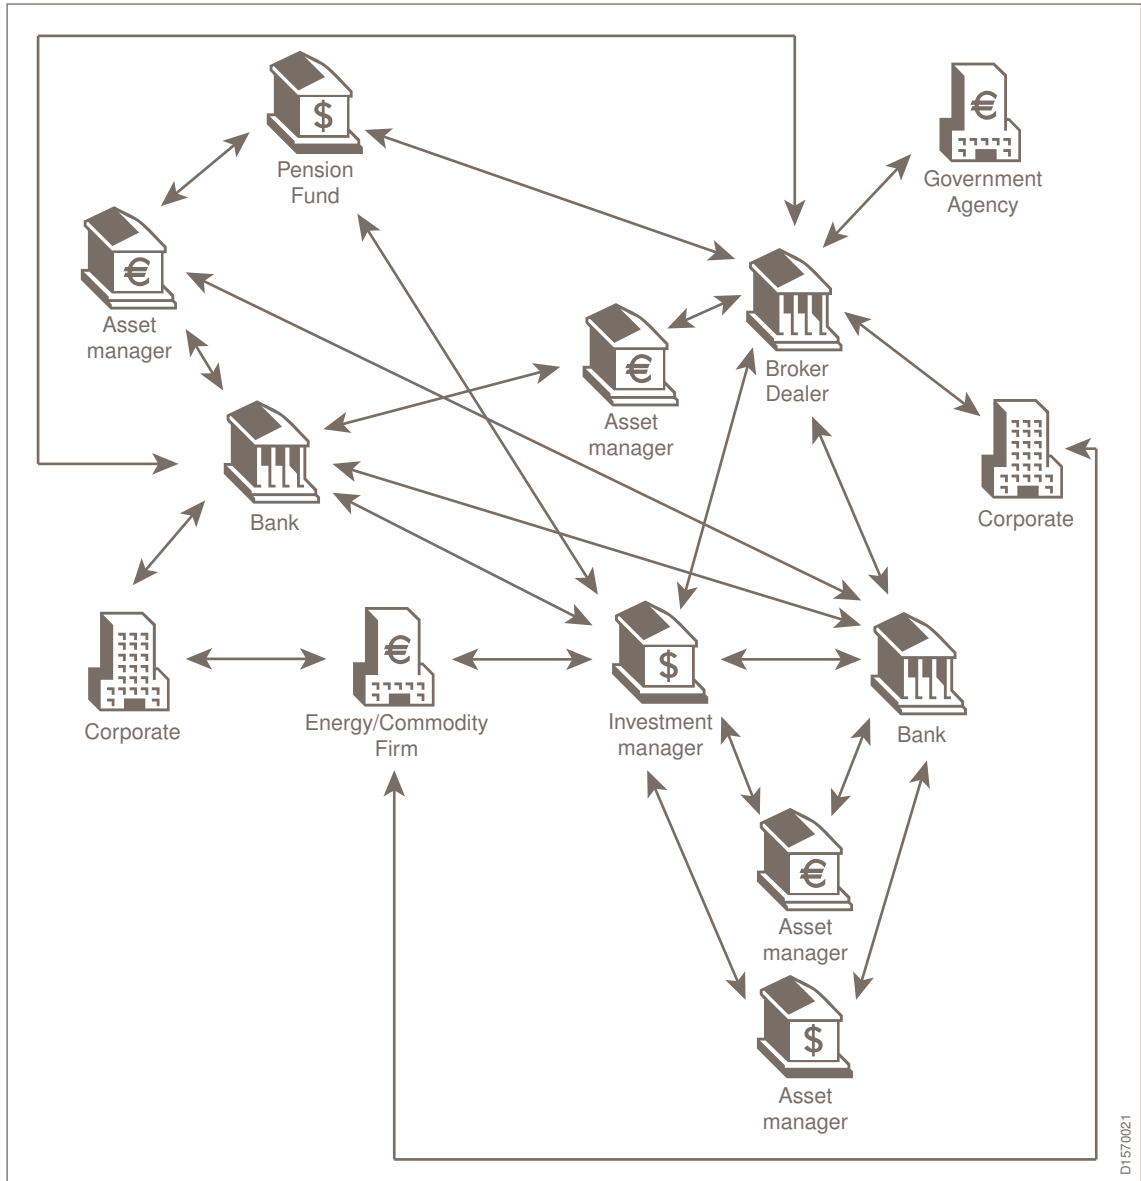 $
Pension
Fund
€
Government
Agency
€
Asset
manager
Broker
Dealer
€
Asset
manager
Bank
Corporate
Corporate
€
Energy/Commodity
Firm
$
Investment
manager
Bank
€
Asset
manager
$
Asset
manager
D1570021